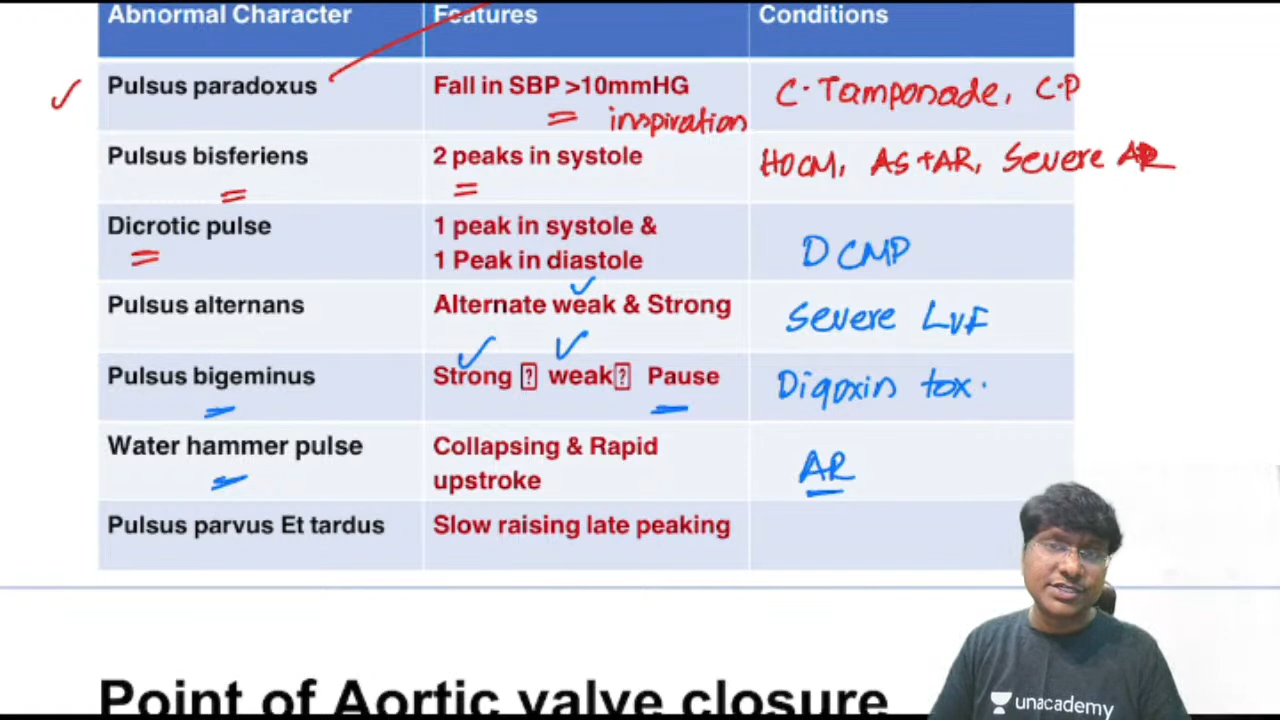 Abnormal Character Features Conditions
Pulsus paradoxus Fall in SBP >10mmHG C. Tamponade, C.P
inspiration
Pulsus bisferiens 2 peaks in systole HOCM, AS+AR, Severe AR
Dicrotic pulse 1 peak in systole &
1 Peak in diastole DCMP
Pulsus alternans Alternate weak & Strong Severe LVF
Pulsus bigeminus Strong weak Pause Digoxin tox.
Water hammer pulse Collapsing & Rapid
upstroke AR
Pulsus parvus Et tardus Slow raising late peaking
Point of Aortic valve closure
unacademy